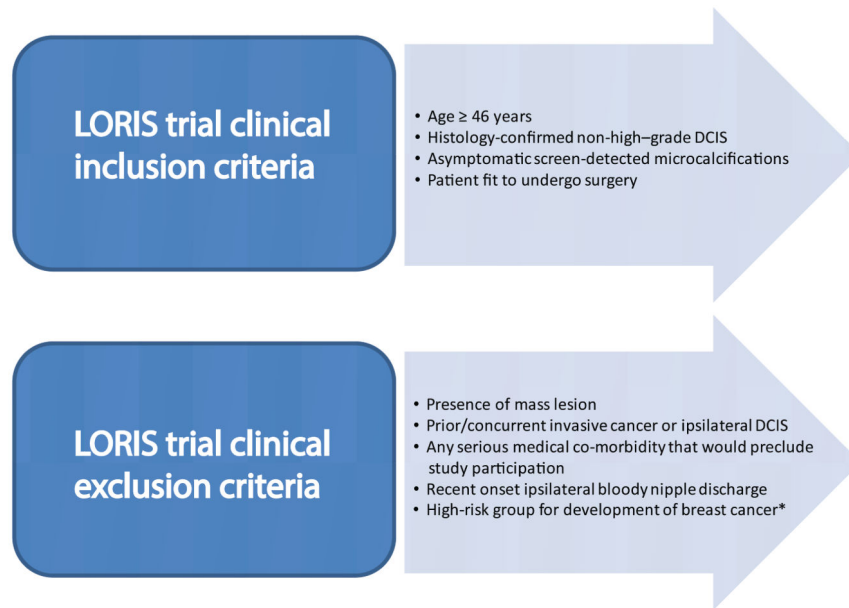 LORIS trial clinical
inclusion criteria
• Age ≥ 46 years
• Histology-confirmed non-high–grade DCIS
• Asymptomatic screen-detected microcalcifications
• Patient fit to undergo surgery
LORIS trial clinical
exclusion criteria
• Presence of mass lesion
• Prior/concurrent invasive cancer or ipsilateral DCIS
• Any serious medical co-morbidity that would preclude
study participation
• Recent onset ipsilateral bloody nipple discharge
• High-risk group for development of breast cancer*